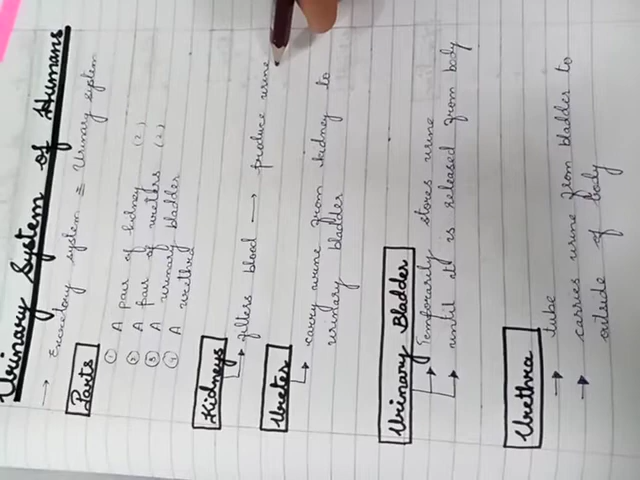 Urinary System of Humans
→ Excretory system = Urinary system
Parts
① A pair of kidney (2)
② A pair of ureters (2)
③ A urinary bladder
④ A urethra
Kidneys
→ filters blood → produce urine
Ureter
→ carry urine from kidney to
urinary bladder
Urinary Bladder
→ Temporarily stores urine
→ until it is released from body
Urethra
→ tube
→ carries urine from bladder to
outside of body